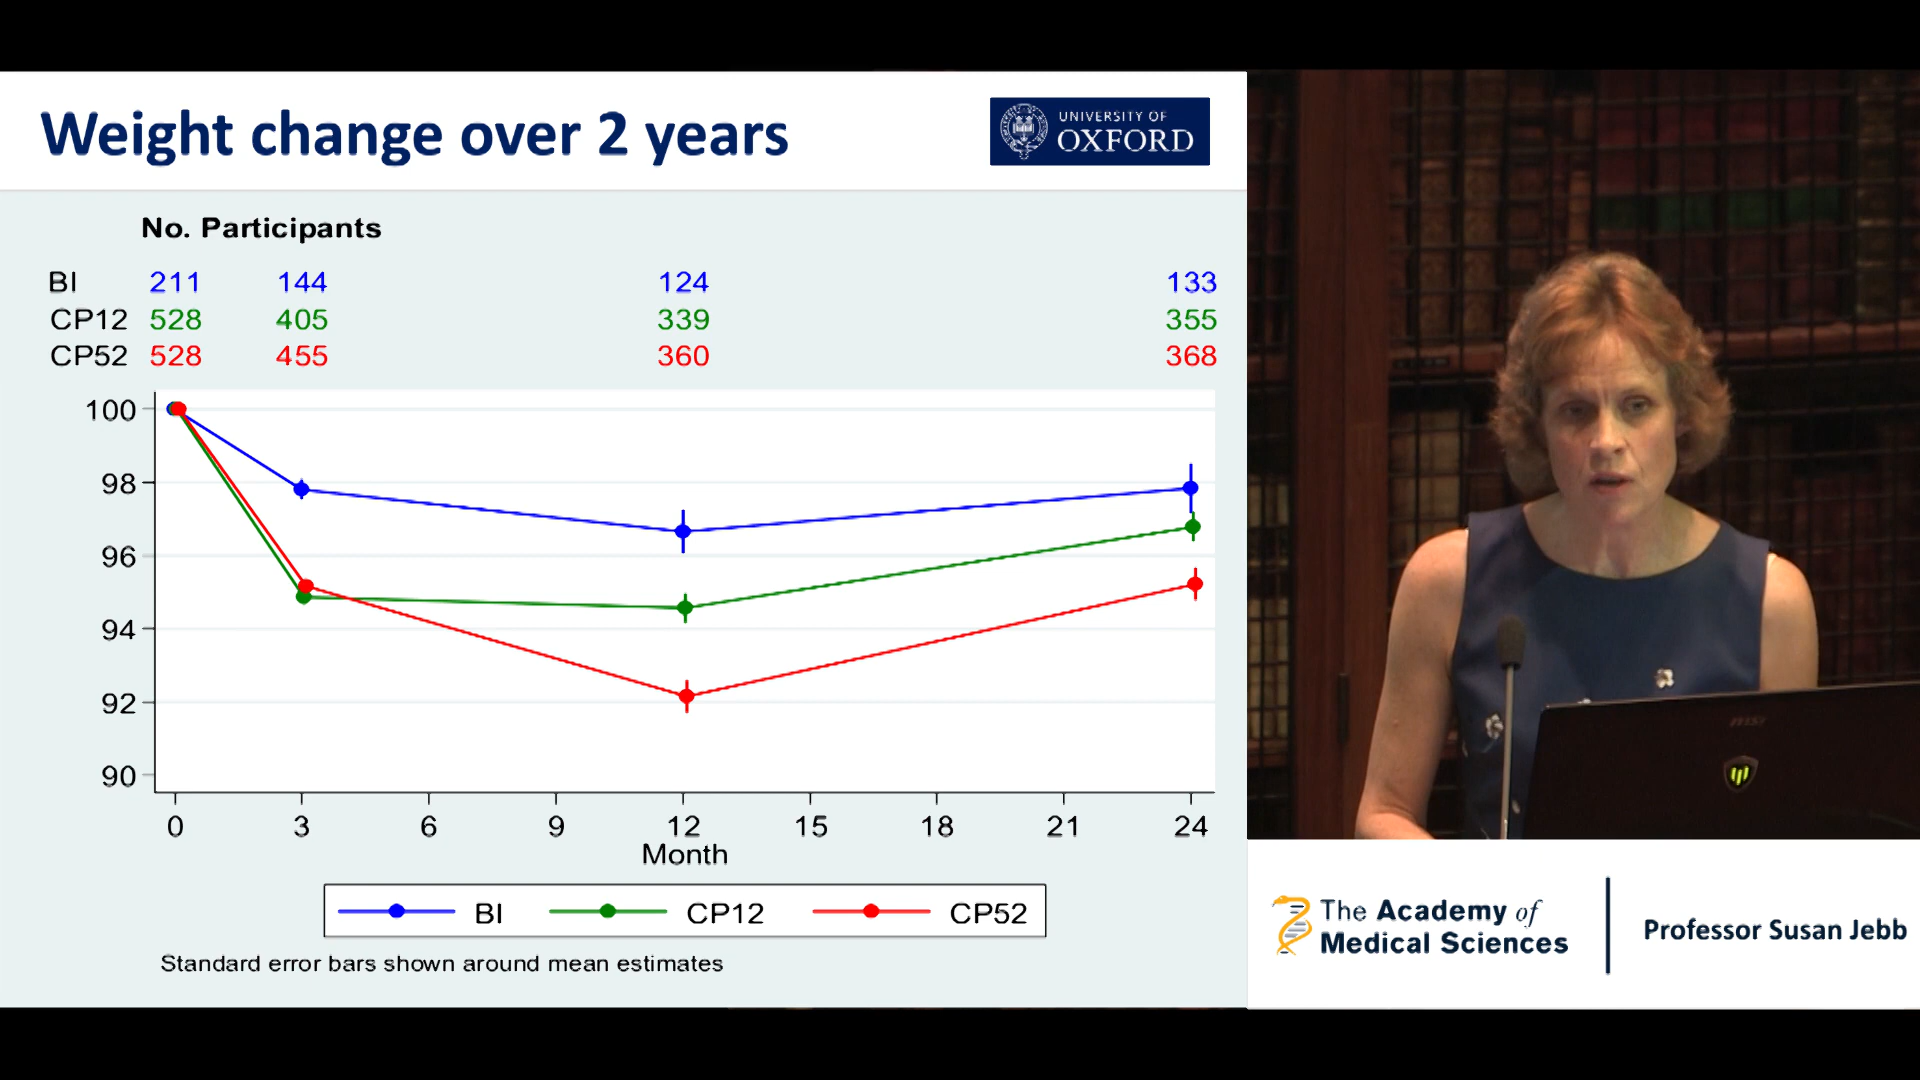 Weight change over 2 years
UNIVERSITY OF
OXFORD
No. Participants
BI 211 144 124 133
CP12 528 405 339 355
CP52 528 455 360 368
100
98
96
94
92
90
0 3 6 9 12 15 18 21 24
Month
BI CP12 CP52
Standard error bars shown around mean estimates
msi
The Academy of
Medical Sciences
Professor Susan Jebb